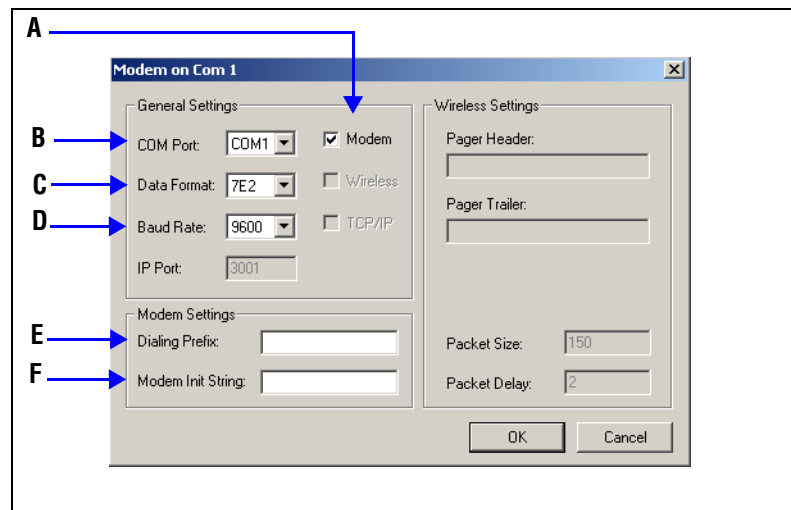 A
Modem on Com 1
General Settings
B
COM Port: COM1
Modem
C
Data Format: 7E2
Wireless
D
Baud Rate: 9600
TCP/IP
IP Port: 3001
Modem Settings
E
Dialing Prefix:
F
Modem Init String:
Wireless Settings
Pager Header:
Pager Trailer:
Packet Size: 150
Packet Delay: 2
OK
Cancel